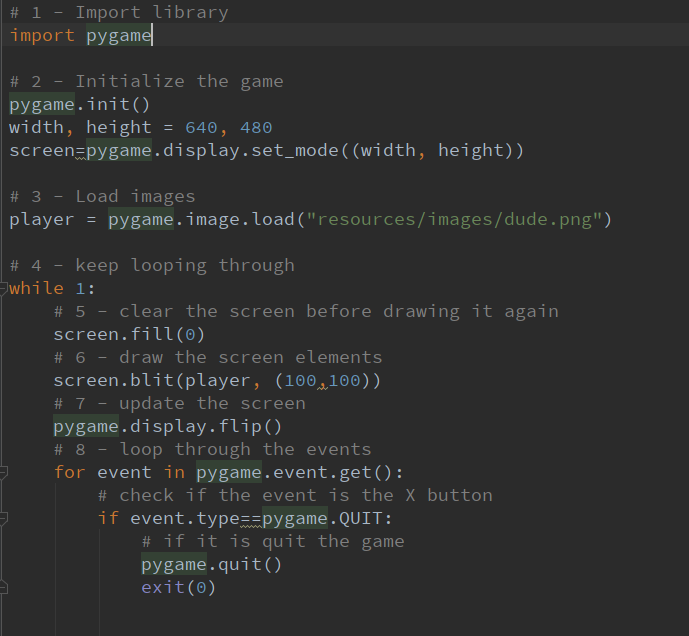 # 1 - Import library
import pygame
# 2 - Initialize the game
pygame.init()
width, height = 640, 480
screen=pygame.display.set_mode((width, height))
# 3 - Load images
player = pygame.image.load("resources/images/dude.png")
# 4 - keep looping through
while 1:
    # 5 - clear the screen before drawing it again
    screen.fill(0)
    # 6 - draw the screen elements
    screen.blit(player, (100,100))
    # 7 - update the screen
    pygame.display.flip()
    # 8 - loop through the events
    for event in pygame.event.get():
        # check if the event is the X button
        if event.type==pygame.QUIT:
            # if it is quit the game
            pygame.quit()
            exit(0)